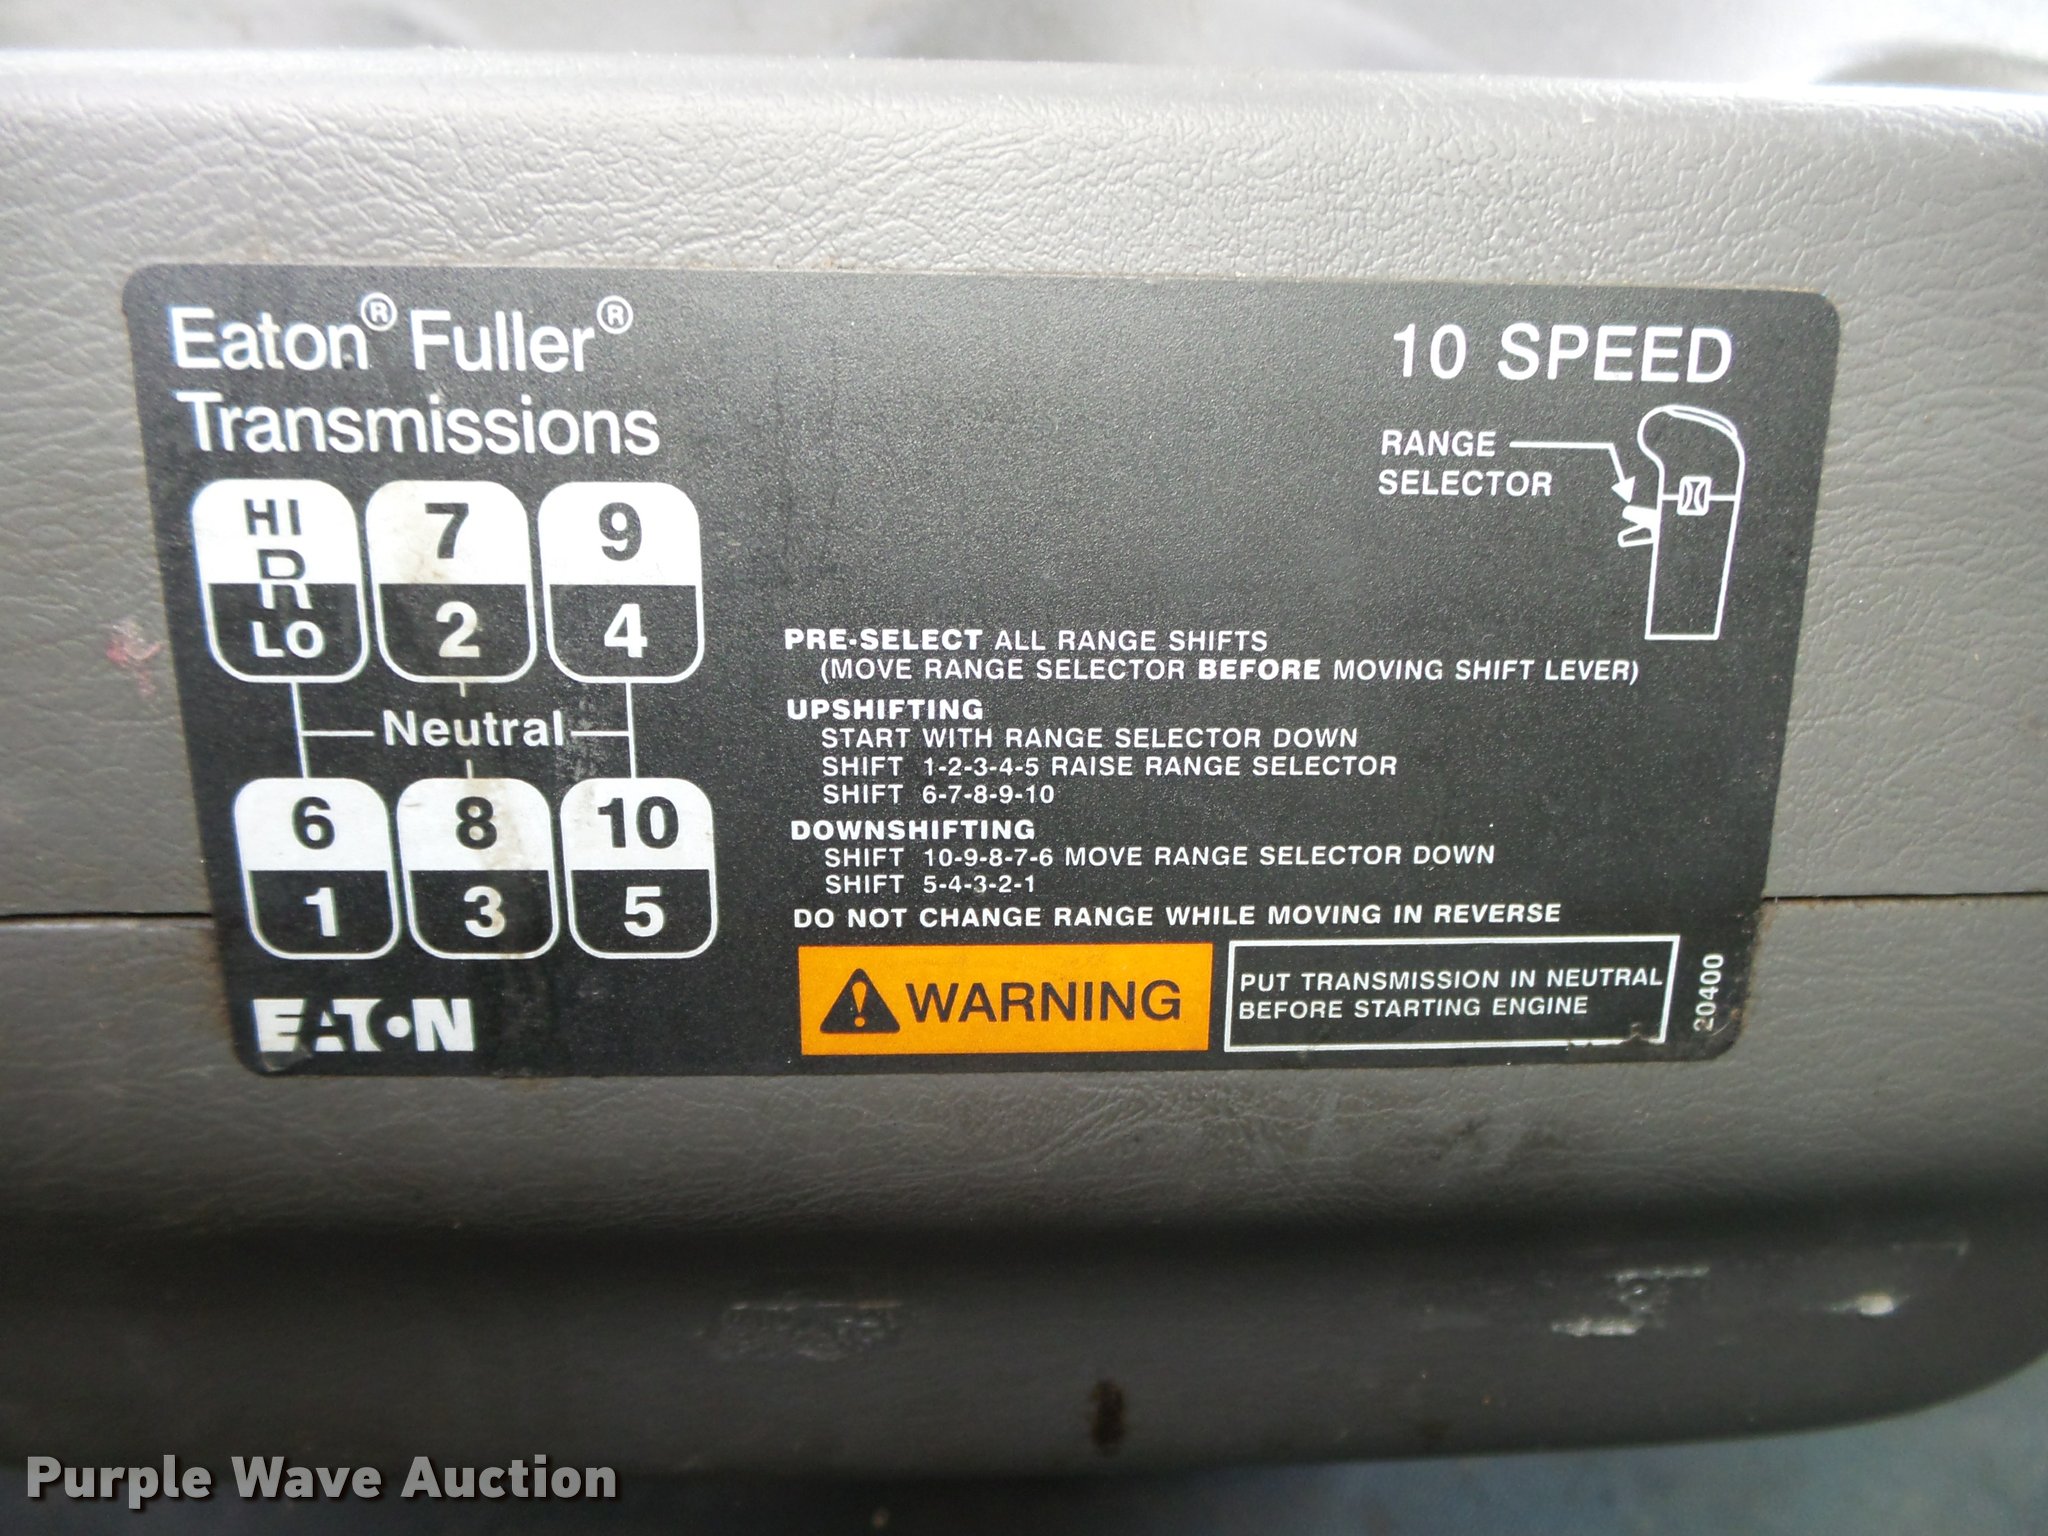 Eaton® Fuller®
Transmissions
10 SPEED
RANGE
SELECTOR
HI
R
LO
7
2
9
4
Neutral
6
1
8
3
10
5
EATON
PRE-SELECT ALL RANGE SHIFTS
(MOVE RANGE SELECTOR BEFORE MOVING SHIFT LEVER)
UPSHIFTING
START WITH RANGE SELECTOR DOWN
SHIFT 1-2-3-4-5 RAISE RANGE SELECTOR
SHIFT 6-7-8-9-10
DOWNSHIFTING
SHIFT 10-9-8-7-6 MOVE RANGE SELECTOR DOWN
SHIFT 5-4-3-2-1
DO NOT CHANGE RANGE WHILE MOVING IN REVERSE
WARNING
PUT TRANSMISSION IN NEUTRAL
BEFORE STARTING ENGINE
20400
Purple Wave Auction